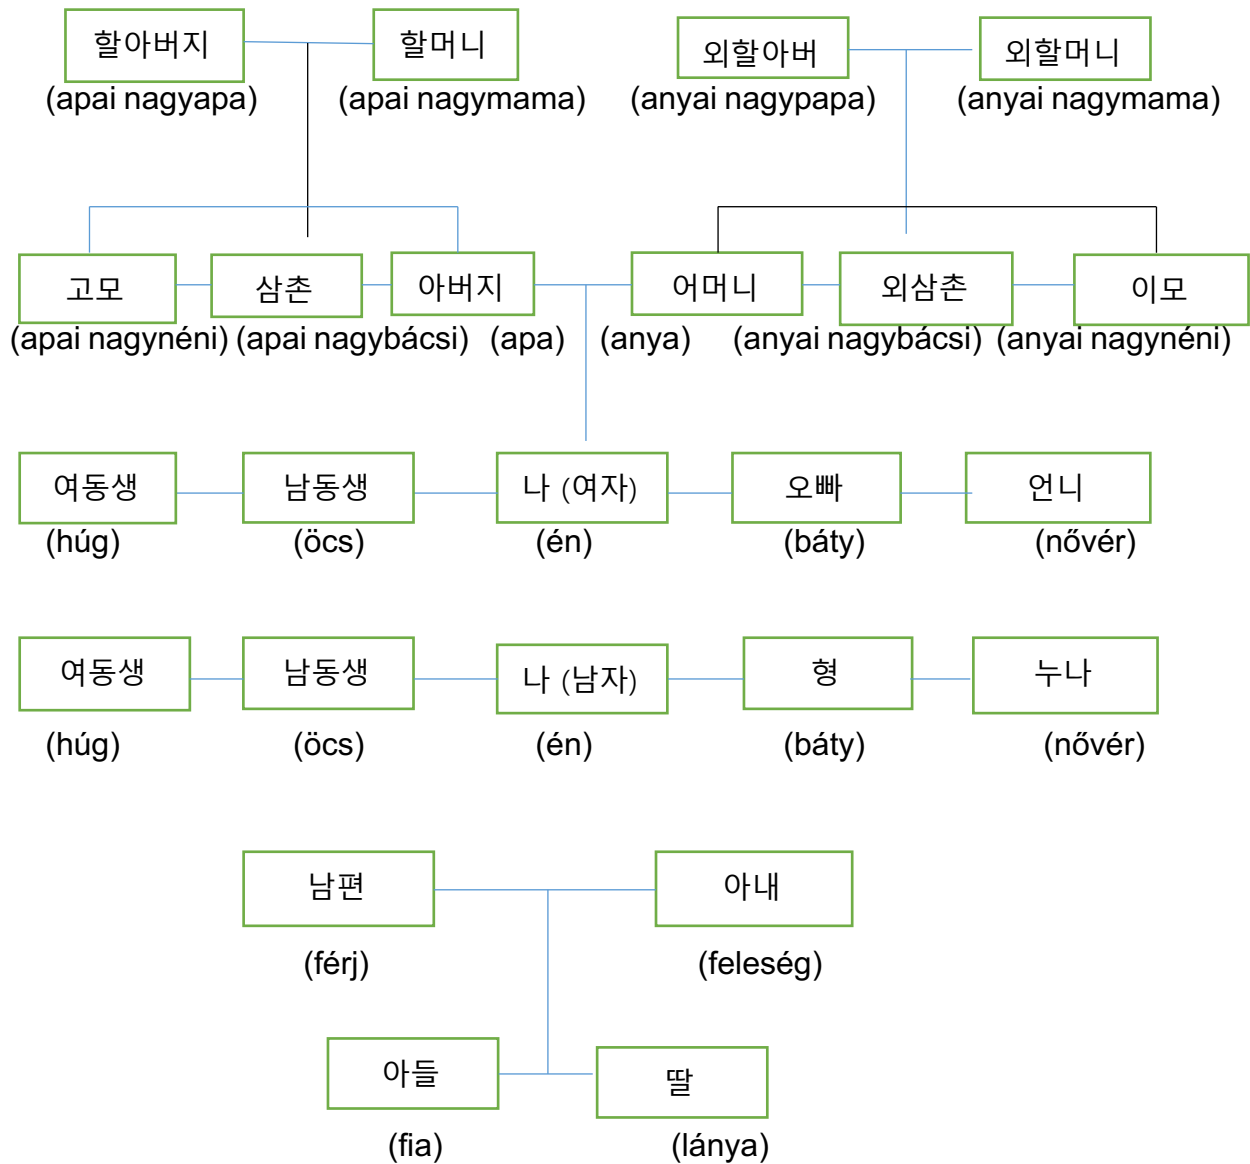 할아버지 할머니 외할아버 외할머니
(apai nagyapa) (apai nagymama) (anyai nagypapa) (anyai nagymama)
고모 삼촌 아버지 어머니 외삼촌 이모
(apai nagynéni) (apai nagybácsi) (apa) (anya) (anyai nagybácsi) (anyai nagynéni)
여동생 남동생 나 (여자) 오빠 언니
(húg) (öcs) (én) (báty) (nővér)
여동생 남동생 나 (남자) 형 누나
(húg) (öcs) (én) (báty) (nővér)
남편 아내
(férj) (feleség)
아들 딸
(fia) (lánya)